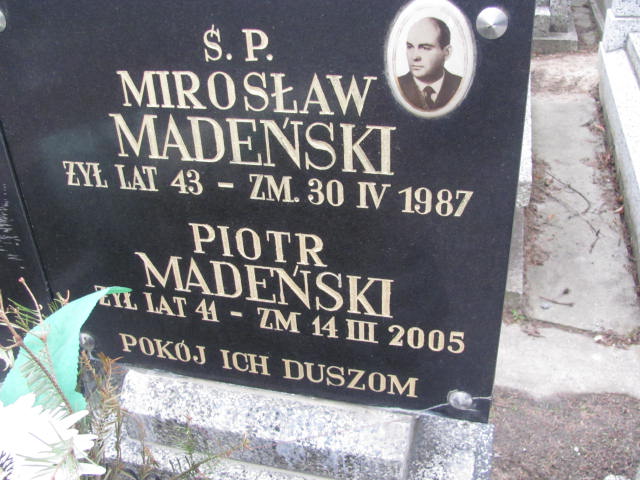 Ś. P.
MIROSŁAW
MADEŃSKI
ŻYŁ LAT 43 - ZM. 30 IV 1987
PIOTR
MADEŃSKI
ŻYŁ LAT 41 - ZM 14 III 2005
POKÓJ ICH DUSZOM